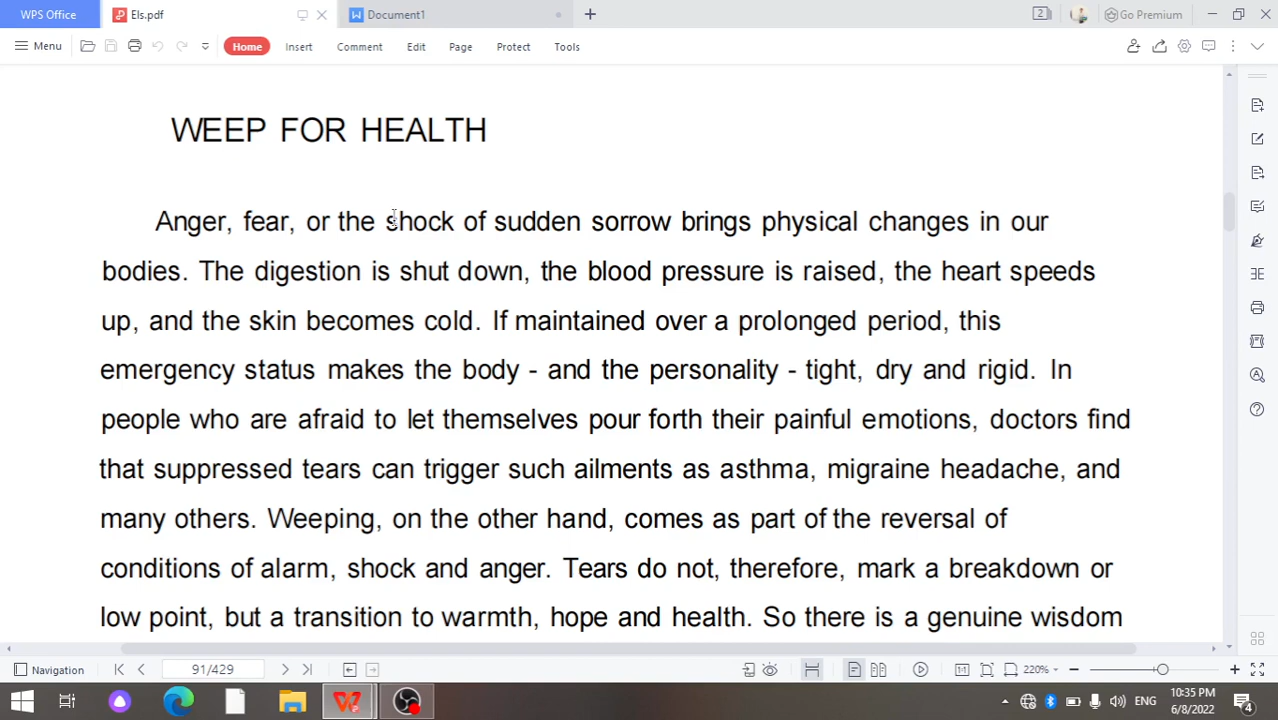 WPS Office
Els.pdf
Document1
Go Premium
Menu
Home
Insert
Comment
Edit
Page
Protect
Tools
WEEP FOR HEALTH
Anger, fear, or the shock of sudden sorrow brings physical changes in our
bodies. The digestion is shut down, the blood pressure is raised, the heart speeds
up, and the skin becomes cold. If maintained over a prolonged period, this
emergency status makes the body - and the personality - tight, dry and rigid. In
people who are afraid to let themselves pour forth their painful emotions, doctors find
that suppressed tears can trigger such ailments as asthma, migraine headache, and
many others. Weeping, on the other hand, comes as part of the reversal of
conditions of alarm, shock and anger. Tears do not, therefore, mark a breakdown or
low point, but a transition to warmth, hope and health. So there is a genuine wisdom
Navigation
91/429
220%
ENG
10:35 PM
6/8/2022